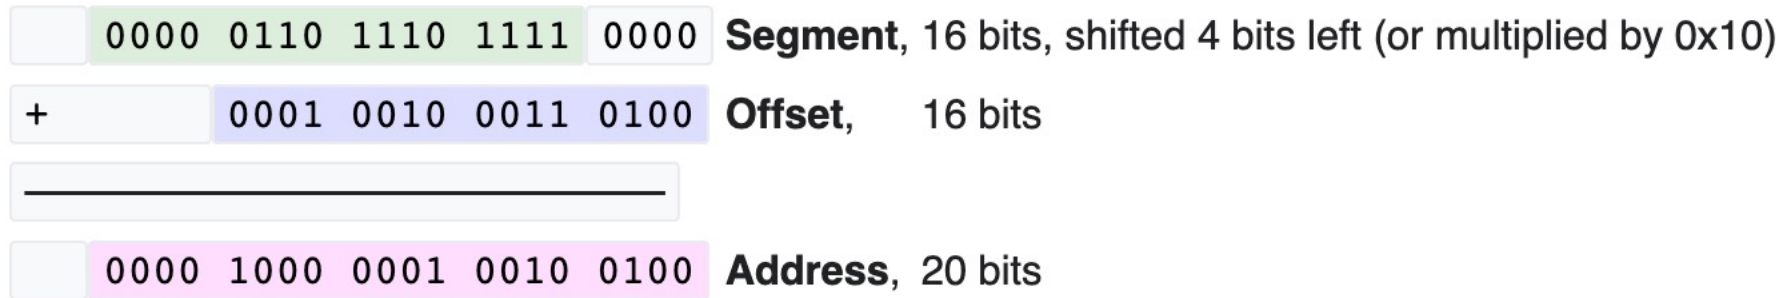 0000 0110 1110 1111 0000 Segment, 16 bits, shifted 4 bits left (or multiplied by 0x10)
+ 0001 0010 0011 0100 Offset, 16 bits
0000 1000 0001 0010 0100 Address, 20 bits